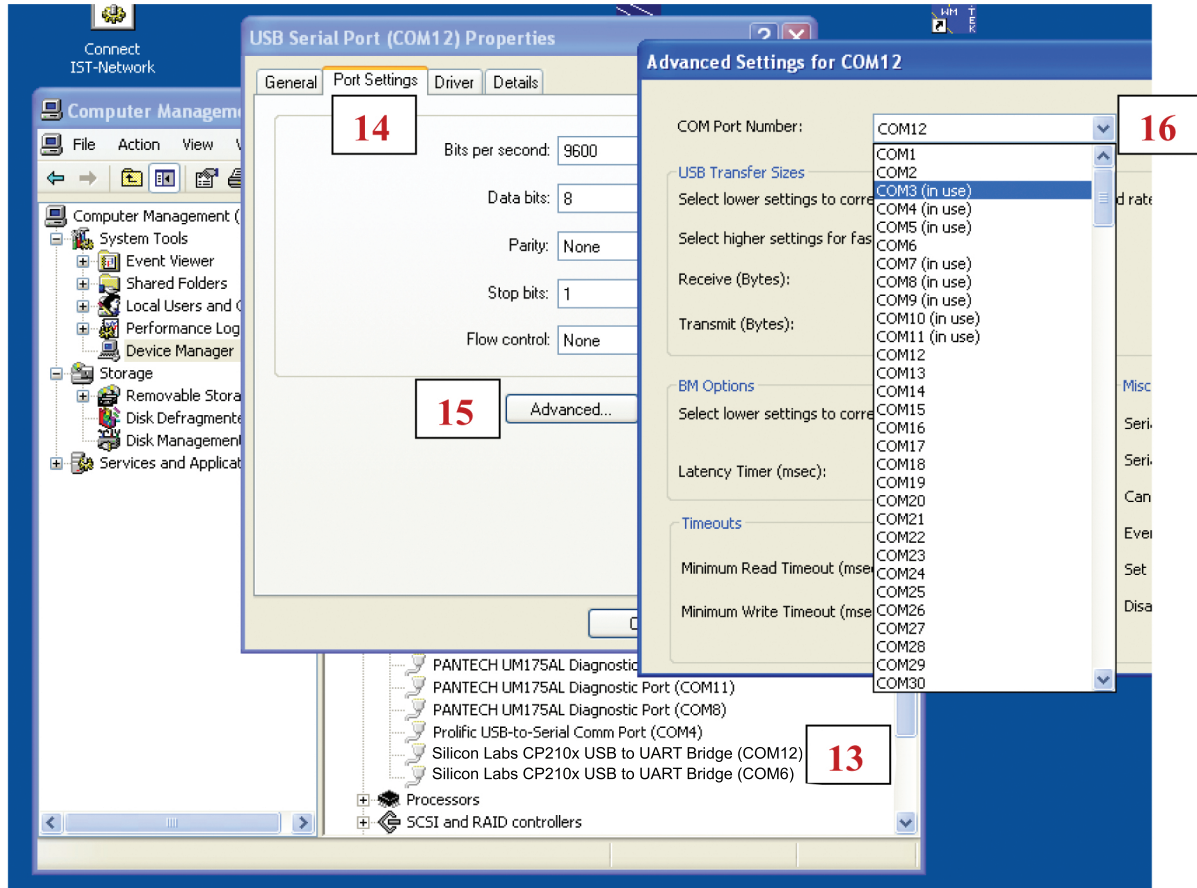 Connect
IST-Network
WM T
E
K
USB Serial Port (COM12) Properties
General Port Settings Driver Details
14
Bits per second: 9600
Data bits: 8
Parity: None
Stop bits: 1
Flow control: None
15
Advanced...
Advanced Settings for COM12
COM Port Number: COM12
16
COM1
COM2
COM3 (in use)
COM4 (in use)
COM5 (in use)
COM6
COM7 (in use)
COM8 (in use)
COM9 (in use)
COM10 (in use)
COM11 (in use)
COM12
COM13
COM14
COM15
COM16
COM17
COM18
COM19
COM20
COM21
COM22
COM23
COM24
COM25
COM26
COM27
COM28
COM29
COM30
USB Transfer Sizes
Select lower settings to corre
d rate
Select higher settings for fas
Receive (Bytes):
Transmit (Bytes):
BM Options
Select lower settings to corre
Latency Timer (msec):
Timeouts
Minimum Read Timeout (msec
Minimum Write Timeout (mse
Misc
Seri
Seri
Can
Even
Set
Disa
Computer Managem
File Action View
Computer Management (
System Tools
Event Viewer
Shared Folders
Local Users and G
Performance Log
Device Manager
Storage
Removable Stora
Disk Defragmente
Disk Management
Services and Applicat
PANTECH UM175AL Diagnostic
PANTECH UM175AL Diagnostic Port (COM11)
PANTECH UM175AL Diagnostic Port (COM8)
Prolific USB-to-Serial Comm Port (COM4)
Silicon Labs CP210x USB to UART Bridge (COM12)
Silicon Labs CP210x USB to UART Bridge (COM6)
13
Processors
SCSI and RAID controllers